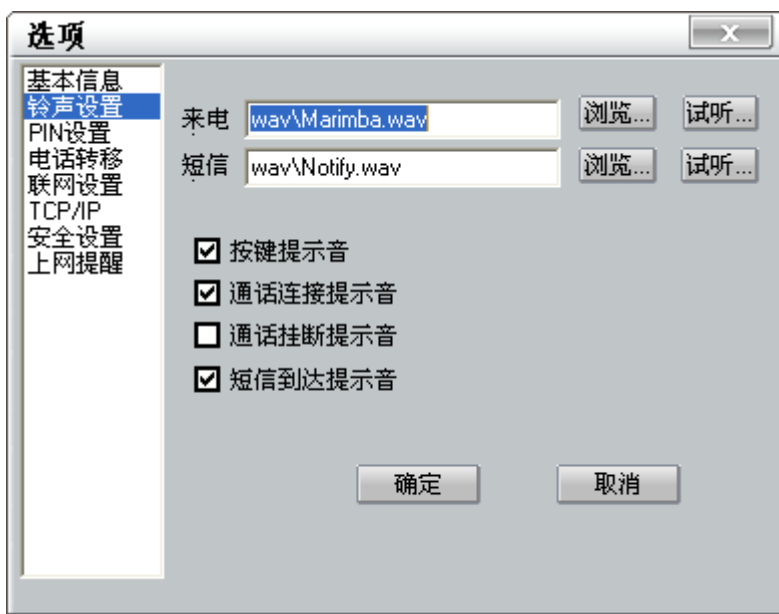 选项
基本信息
铃声设置
PIN设置
电话转移
联网设置
TCP/IP
安全设置
上网提醒
来电 wav\Marimba.wav 浏览... 试听...
短信 wav\Notify.wav 浏览... 试听...
按键提示音
通话连接提示音
通话挂断提示音
短信到达提示音
确定 取消